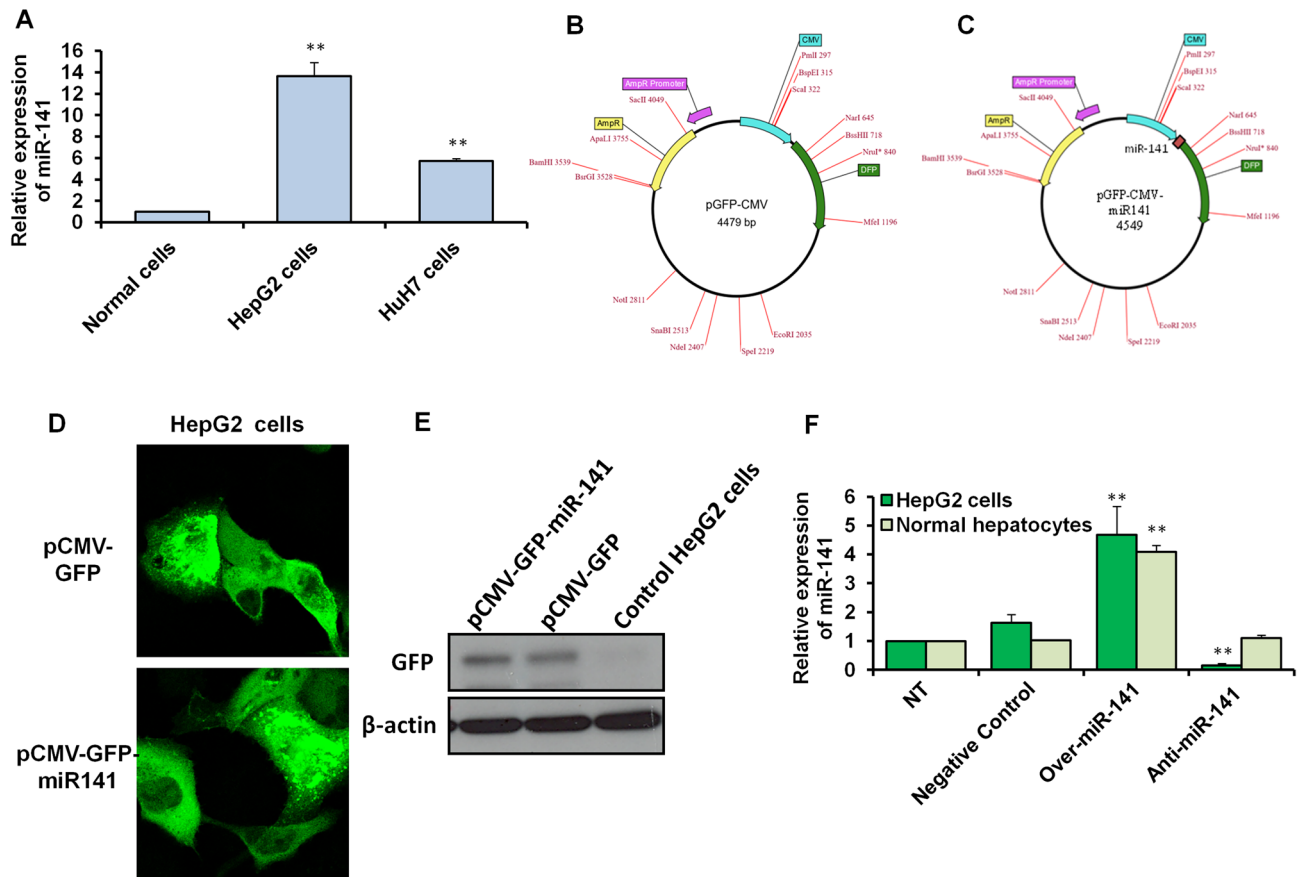 A
Relative expression
of miR-141
16
14
12
10
8
6
4
2
0
**
**
Normal cells
HepG2 cells
HuH7 cells
B
CMV
PmlI 297
BspEI 315
ScaI 322
AmpR Promoter
SacII 4049
AmpR
ApaLI 3755
BamHI 3539
BsrGI 3528
NarI 645
BssHII 718
NruI* 840
DFP
MfeI 1196
pGFP-CMV
4479 bp
NotI 2811
SnaBI 2513
NdeI 2407
SpeI 2219
EcoRI 2035
C
CMV
PmlI 297
BspEI 315
ScaI 322
AmpR Promoter
SacII 4049
AmpR
ApaLI 3755
BamHI 3539
BsrGI 3528
miR-141
NarI 645
BssHII 718
NruI* 840
DFP
MfeI 1196
pGFP-CMV-
miR141
4549
NotI 2811
SnaBI 2513
NdeI 2407
SpeI 2219
EcoRI 2035
D
HepG2 cells
pCMV-
GFP
pCMV-GFP-
miR141
E
pCMV-GFP-miR-141
pCMV-GFP
Control HepG2 cells
GFP
β-actin
F
Relative expression
of miR-141
6
5
4
3
2
1
0
HepG2 cells
Normal hepatocytes
**
**
**
NT
Negative Control
Over-miR-141
Anti-miR-141